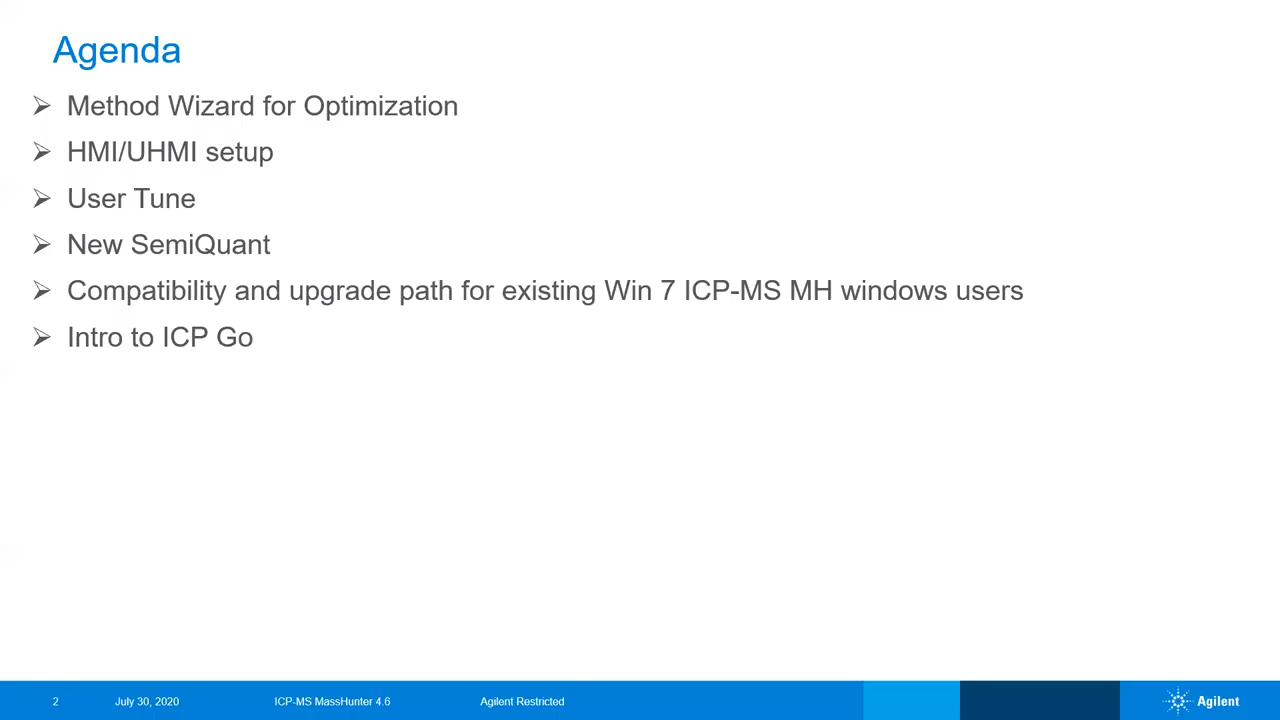 Agenda
➢ Method Wizard for Optimization
➢ HMI/UHMI setup
➢ User Tune
➢ New SemiQuant
➢ Compatibility and upgrade path for existing Win 7 ICP-MS MH windows users
➢ Intro to ICP Go
2 July 30, 2020 ICP-MS MassHunter 4.6 Agilent Restricted Agilent